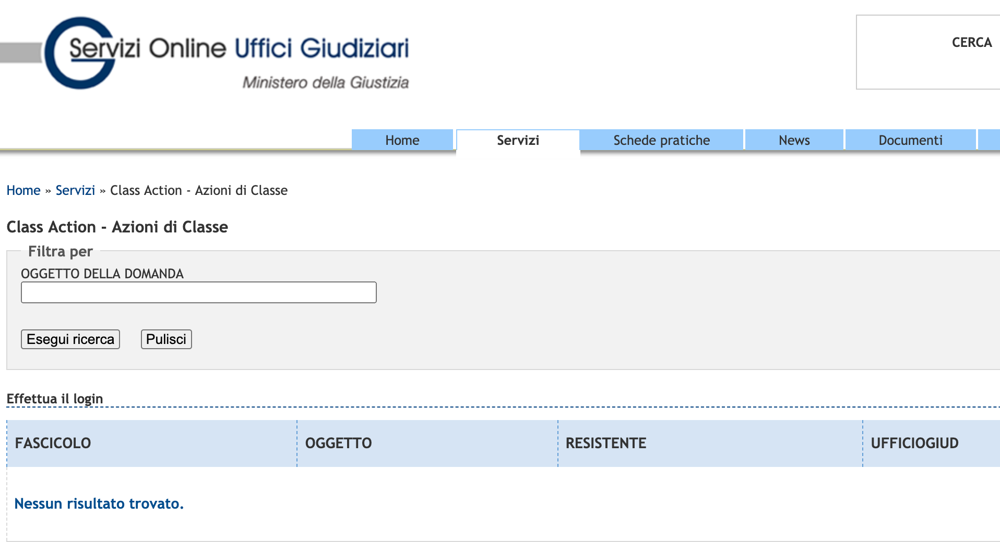 Servizi Online Uffici Giudiziari
Ministero della Giustizia
CERCA
Home Servizi Schede pratiche News Documenti
Home » Servizi » Class Action - Azioni di Classe
Class Action - Azioni di Classe
Filtra per
OGGETTO DELLA DOMANDA
Esegui ricerca Pulisci
Effettua il login
FASCICOLO OGGETTO RESISTENTE UFFICIOGIUD
Nessun risultato trovato.